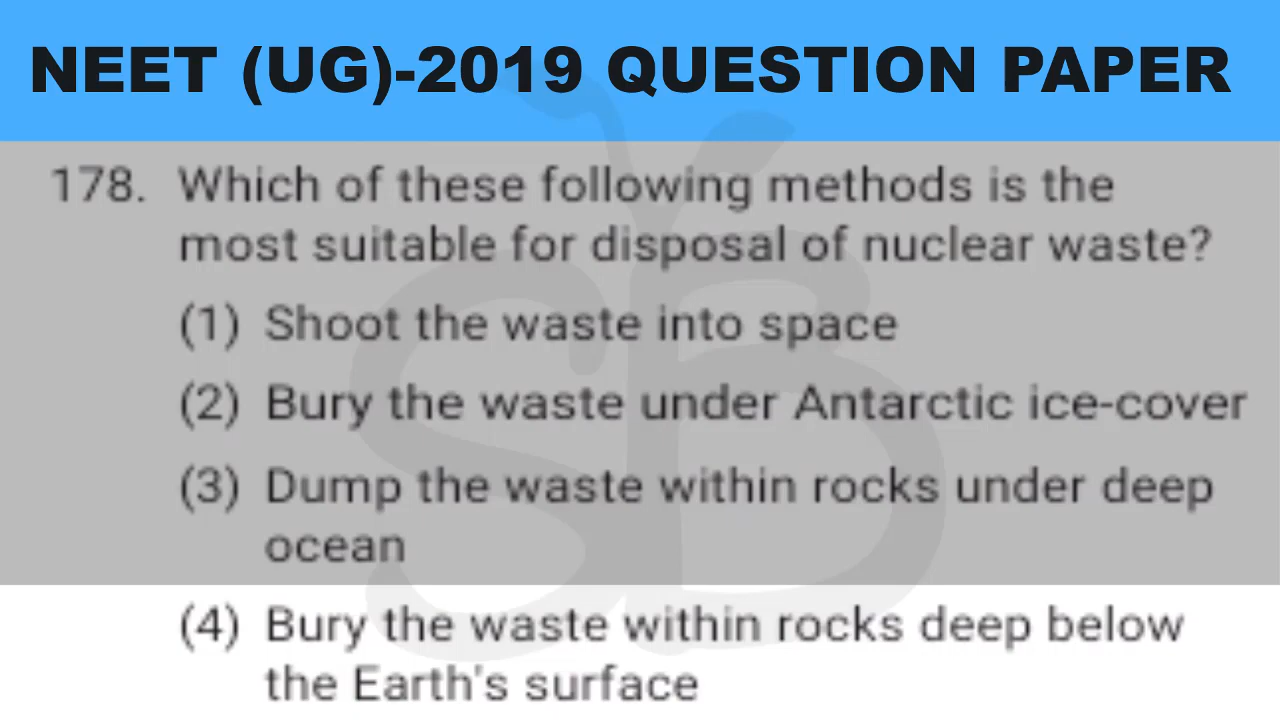 NEET (UG)-2019 QUESTION PAPER
178. Which of these following methods is the
most suitable for disposal of nuclear waste?
(1) Shoot the waste into space
(2) Bury the waste under Antarctic ice-cover
(3) Dump the waste within rocks under deep
ocean
(4) Bury the waste within rocks deep below
the Earth's surface
SB